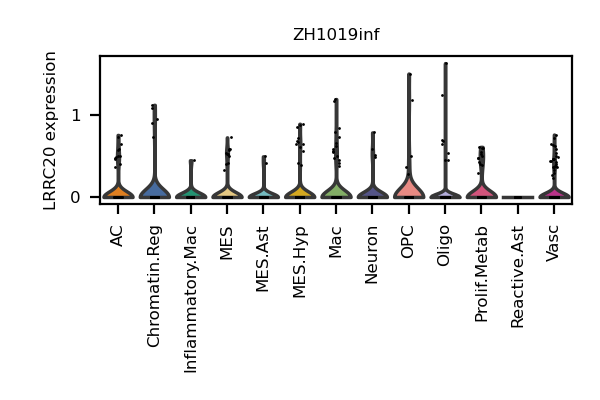 ZH1019inf
LRRC20 expression
1
0
AC
Chromatin.Reg
Inflammatory.Mac
MES
MES.Ast
MES.Hyp
Mac
Neuron
OPC
Oligo
Prolif.Metab
Reactive.Ast
Vasc